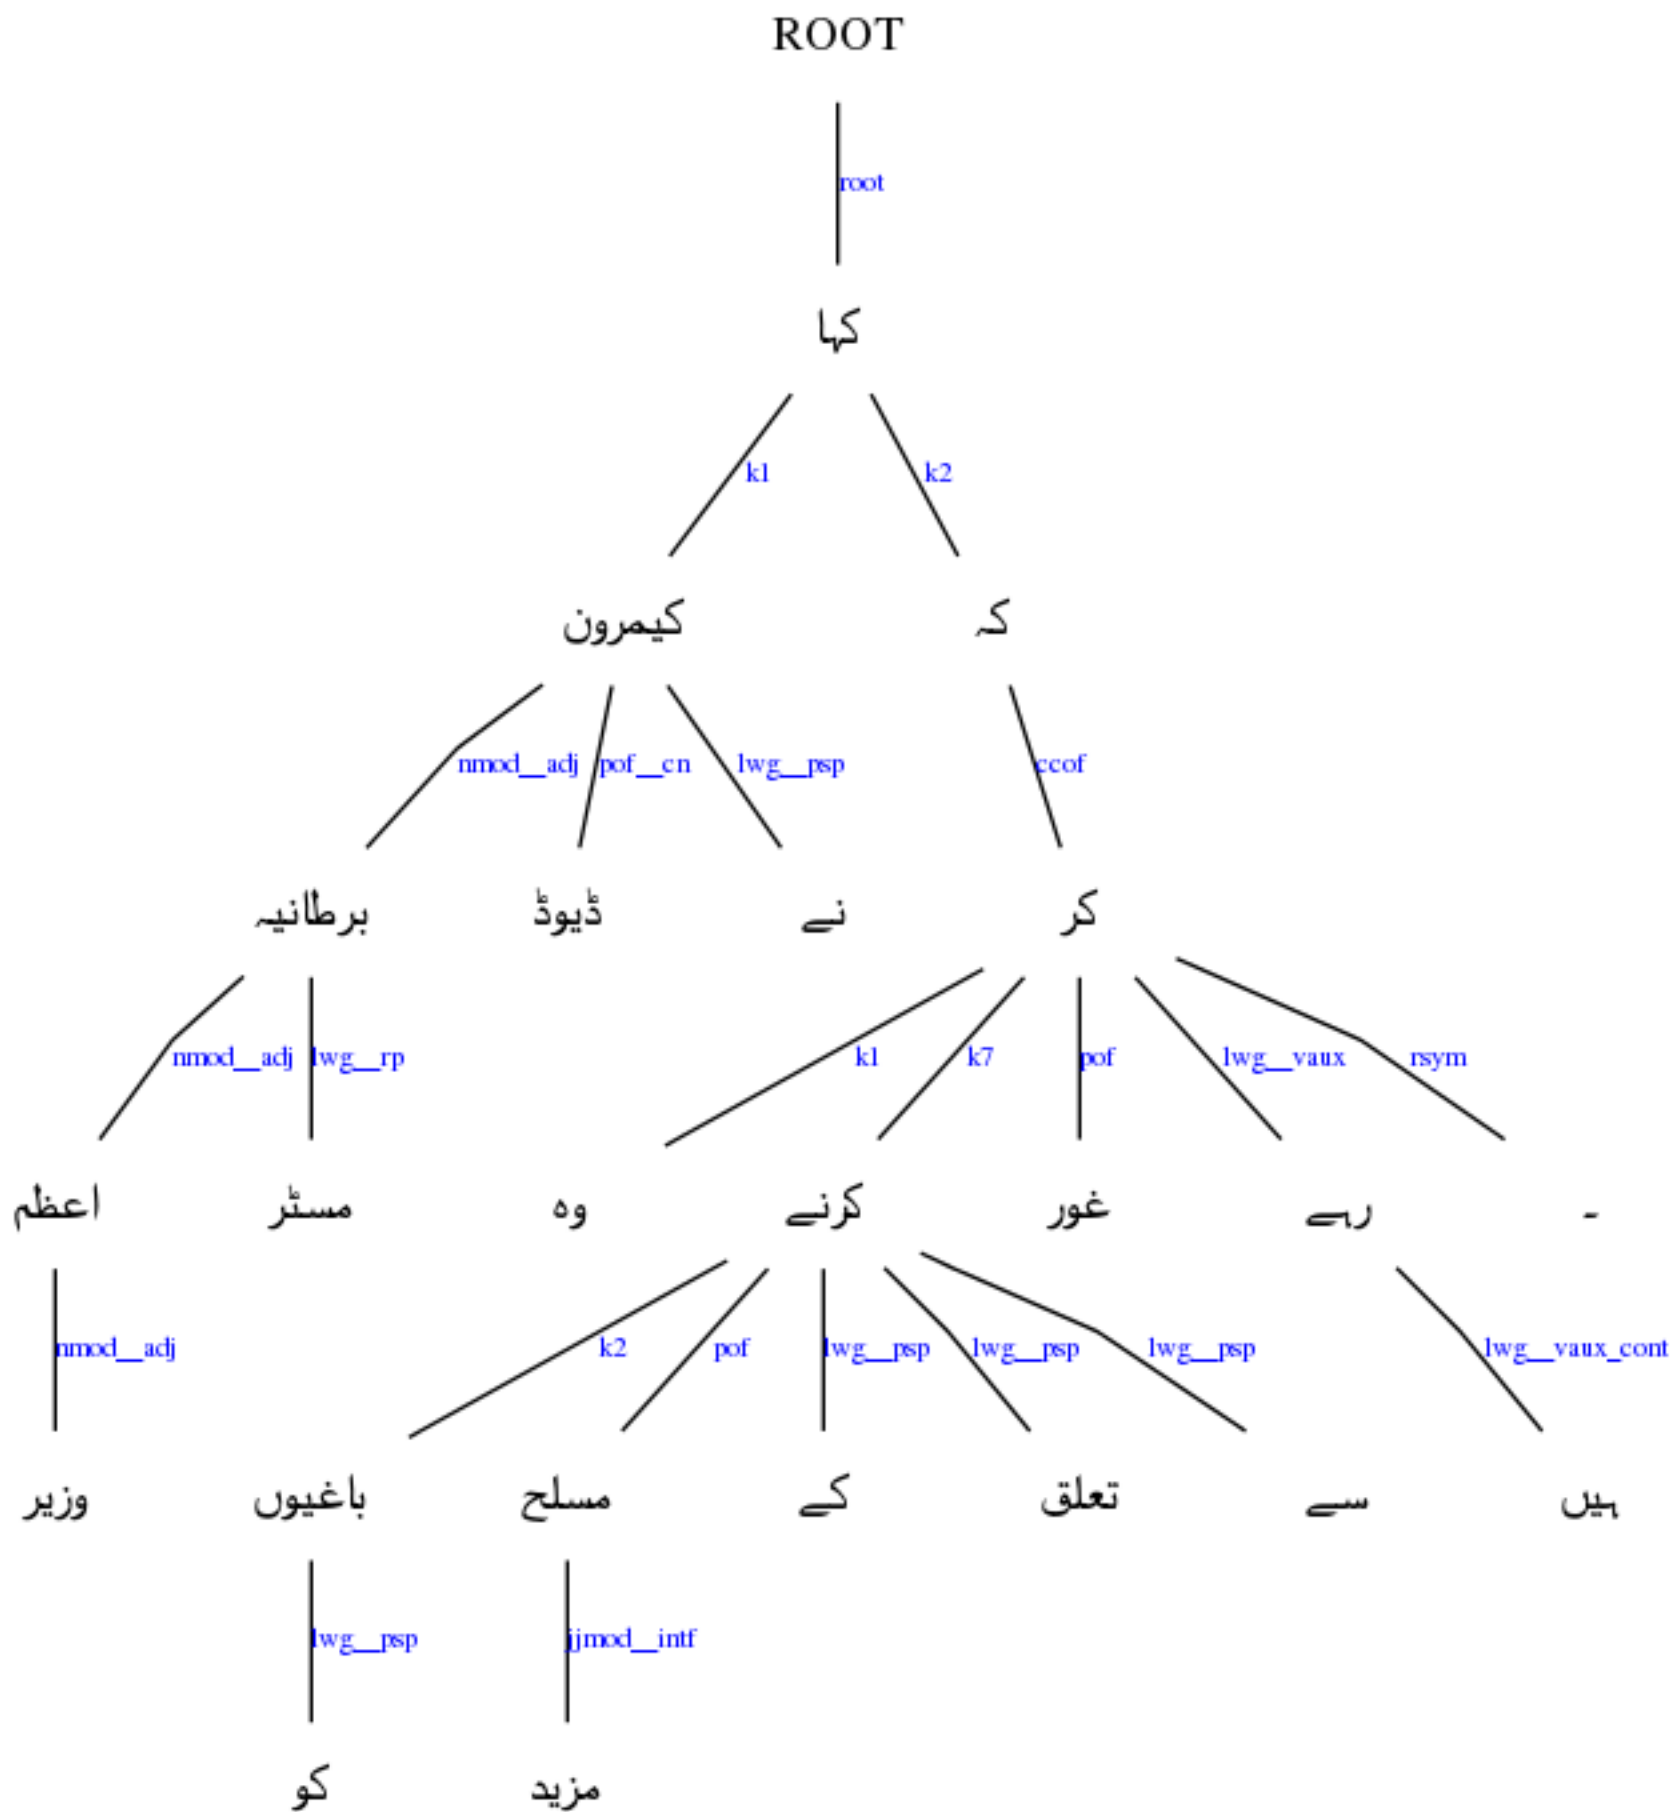 ROOT
root
کہا
k1 k2
کیمرون کہ
nmod__adj pof__cn lwg__psp ccof
برطانیہ ڈیوڈ نے کر
nmod__adj lwg__rp k1 k7 pof lwg__vaux rsym
اعظم مسٹر وہ کرنے غور رہے ۔
nmod__adj k2 pof lwg__psp lwg__psp lwg__psp lwg__vaux_cont
وزیر باغیوں مسلح کے تعلق سے ہیں
lwg__psp jjmod__intf
کو مزید